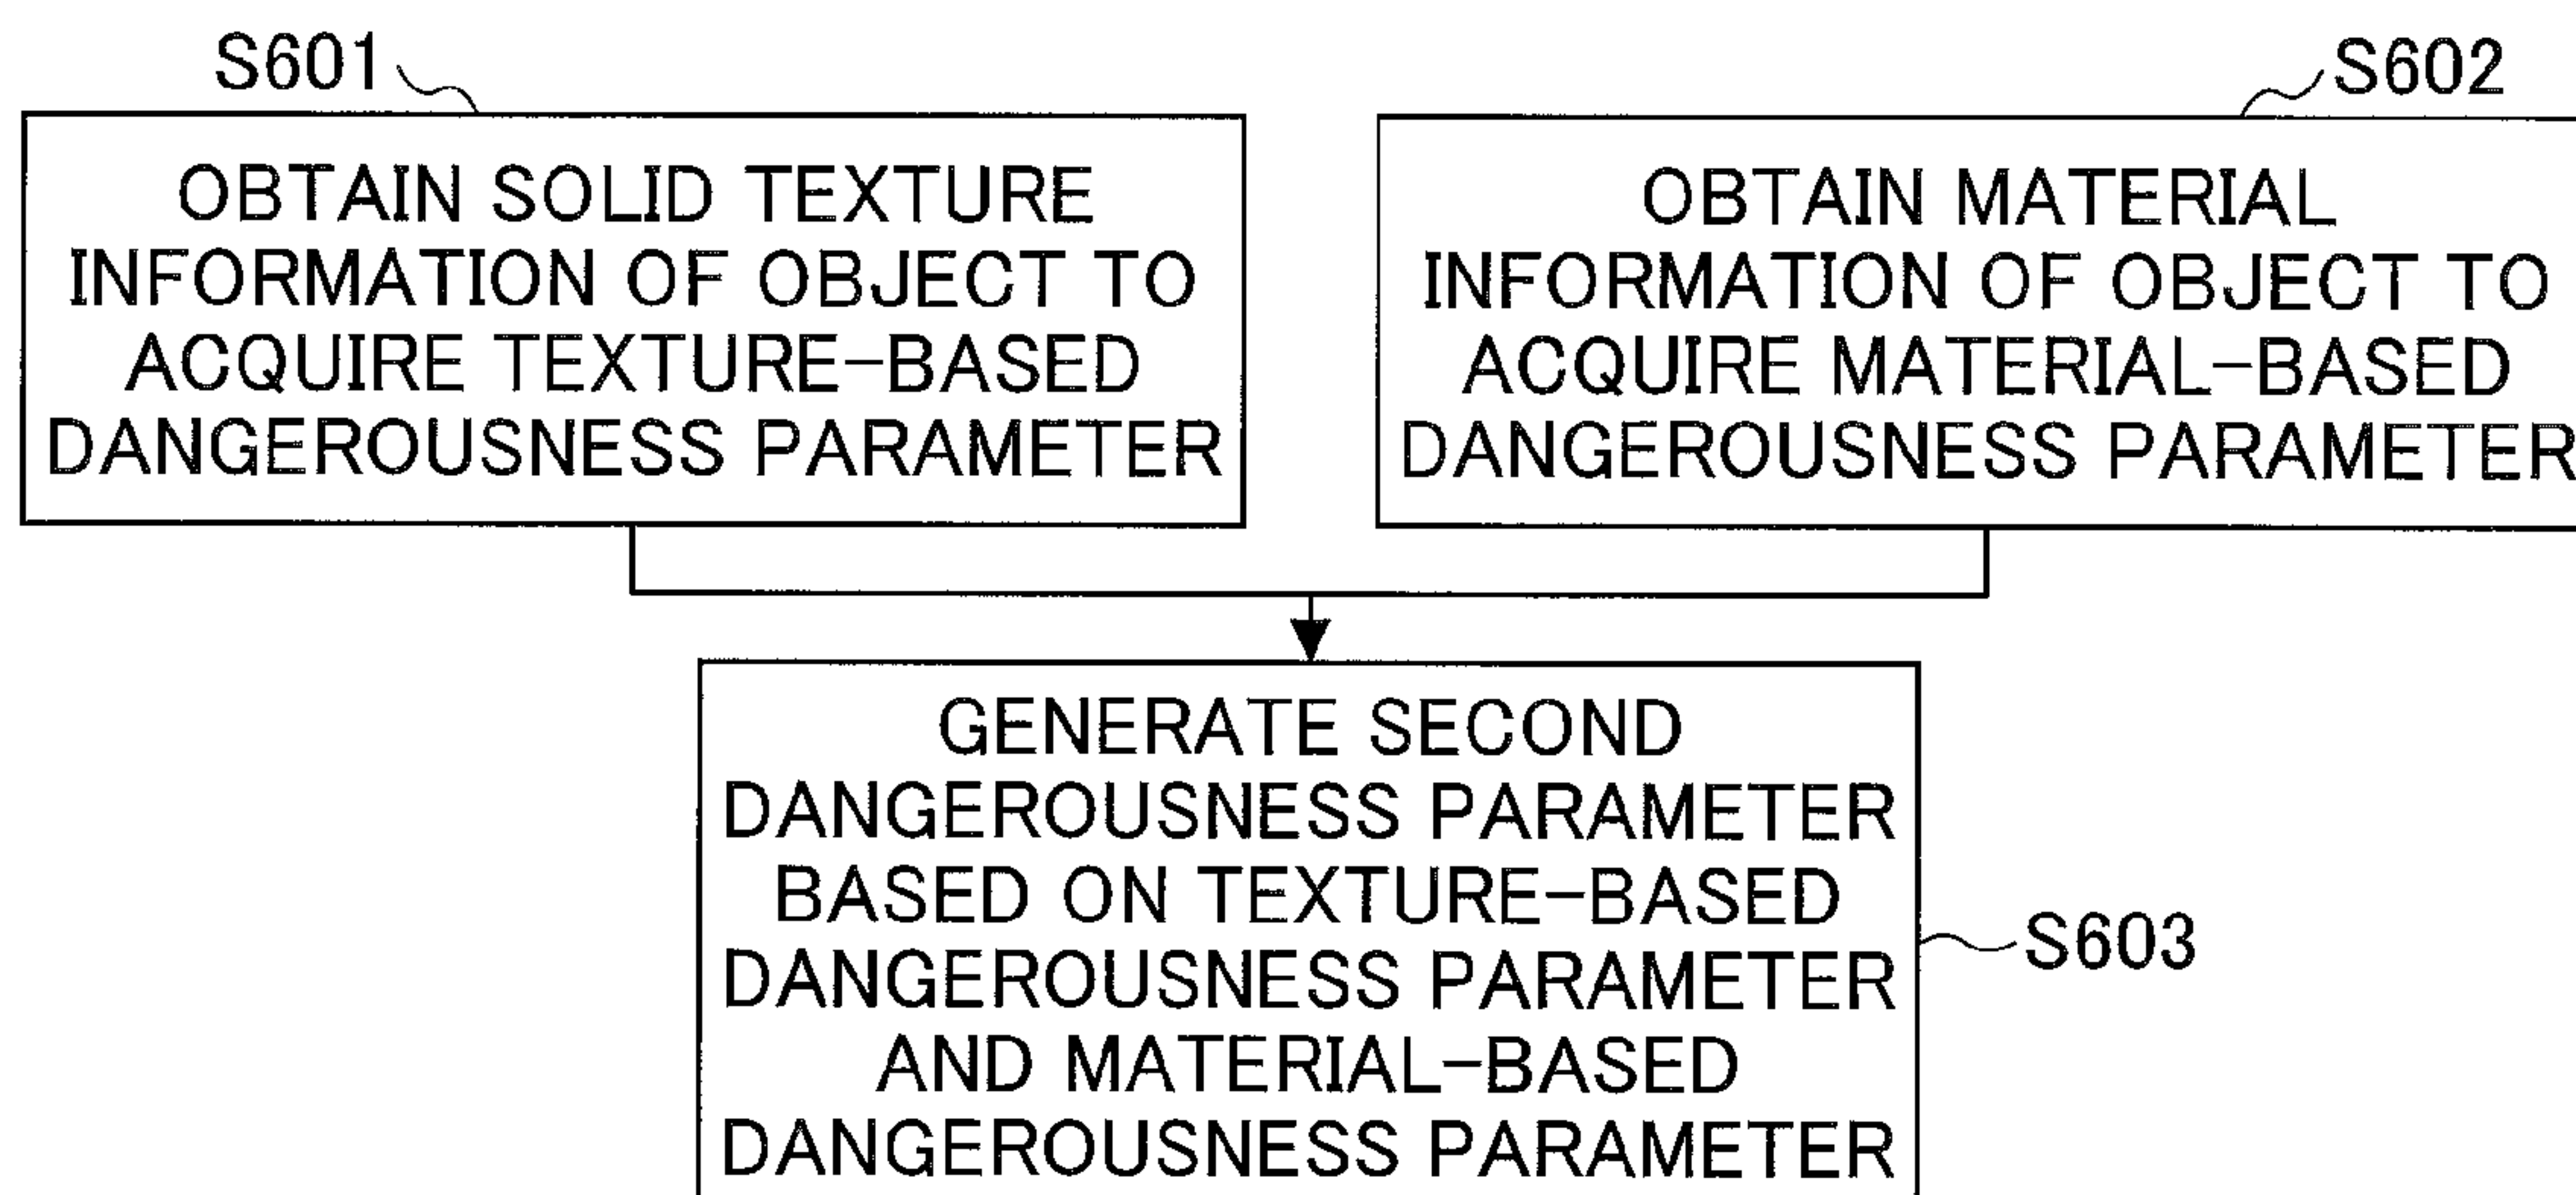 S601
OBTAIN SOLID TEXTURE
INFORMATION OF OBJECT TO
ACQUIRE TEXTURE-BASED
DANGEROUSNESS PARAMETER
S602
OBTAIN MATERIAL
INFORMATION OF OBJECT TO
ACQUIRE MATERIAL-BASED
DANGEROUSNESS PARAMETER
GENERATE SECOND
DANGEROUSNESS PARAMETER
BASED ON TEXTURE-BASED
DANGEROUSNESS PARAMETER
AND MATERIAL-BASED
DANGEROUSNESS PARAMETER
S603